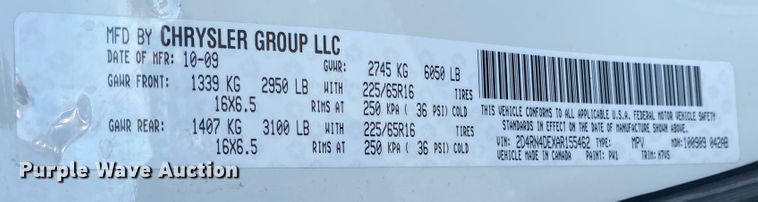 MFD BY CHRYSLER GROUP LLC
DATE OF MFR: 10-09 GVWR: 2745 KG 6050 LB
GAWR FRONT: 1339 KG 2950 LB WITH 225/65R16 TIRES
16X6.5 RIMS AT 250 KPA ( 36 PSI) COLD
GAWR REAR: 1407 KG 3100 LB WITH 225/65R16 TIRES
16X6.5 RIMS AT 250 KPA ( 36 PSI) COLD
THIS VEHICLE CONFORMS TO ALL APPLICABLE U.S.A. FEDERAL MOTOR VEHICLE SAFETY
STANDARDS IN EFFECT ON THE DATE OF MANUFACTURE SHOWN ABOVE.
VIN: 2D4RN4DEXAR155462 TYPE: MPV MDH: 100909 042AB
VEHICLE MADE IN CANADA PAINT: PW1 TRIM: H7V5
Purple Wave Auction